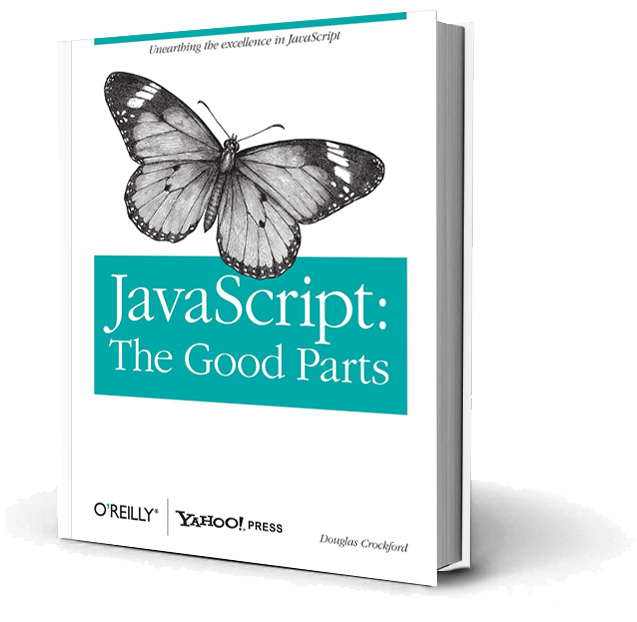 Unearthing the excellence in JavaScript
JavaScript:
The Good Parts
O'REILLY® YAHOO! PRESS
Douglas Crockford